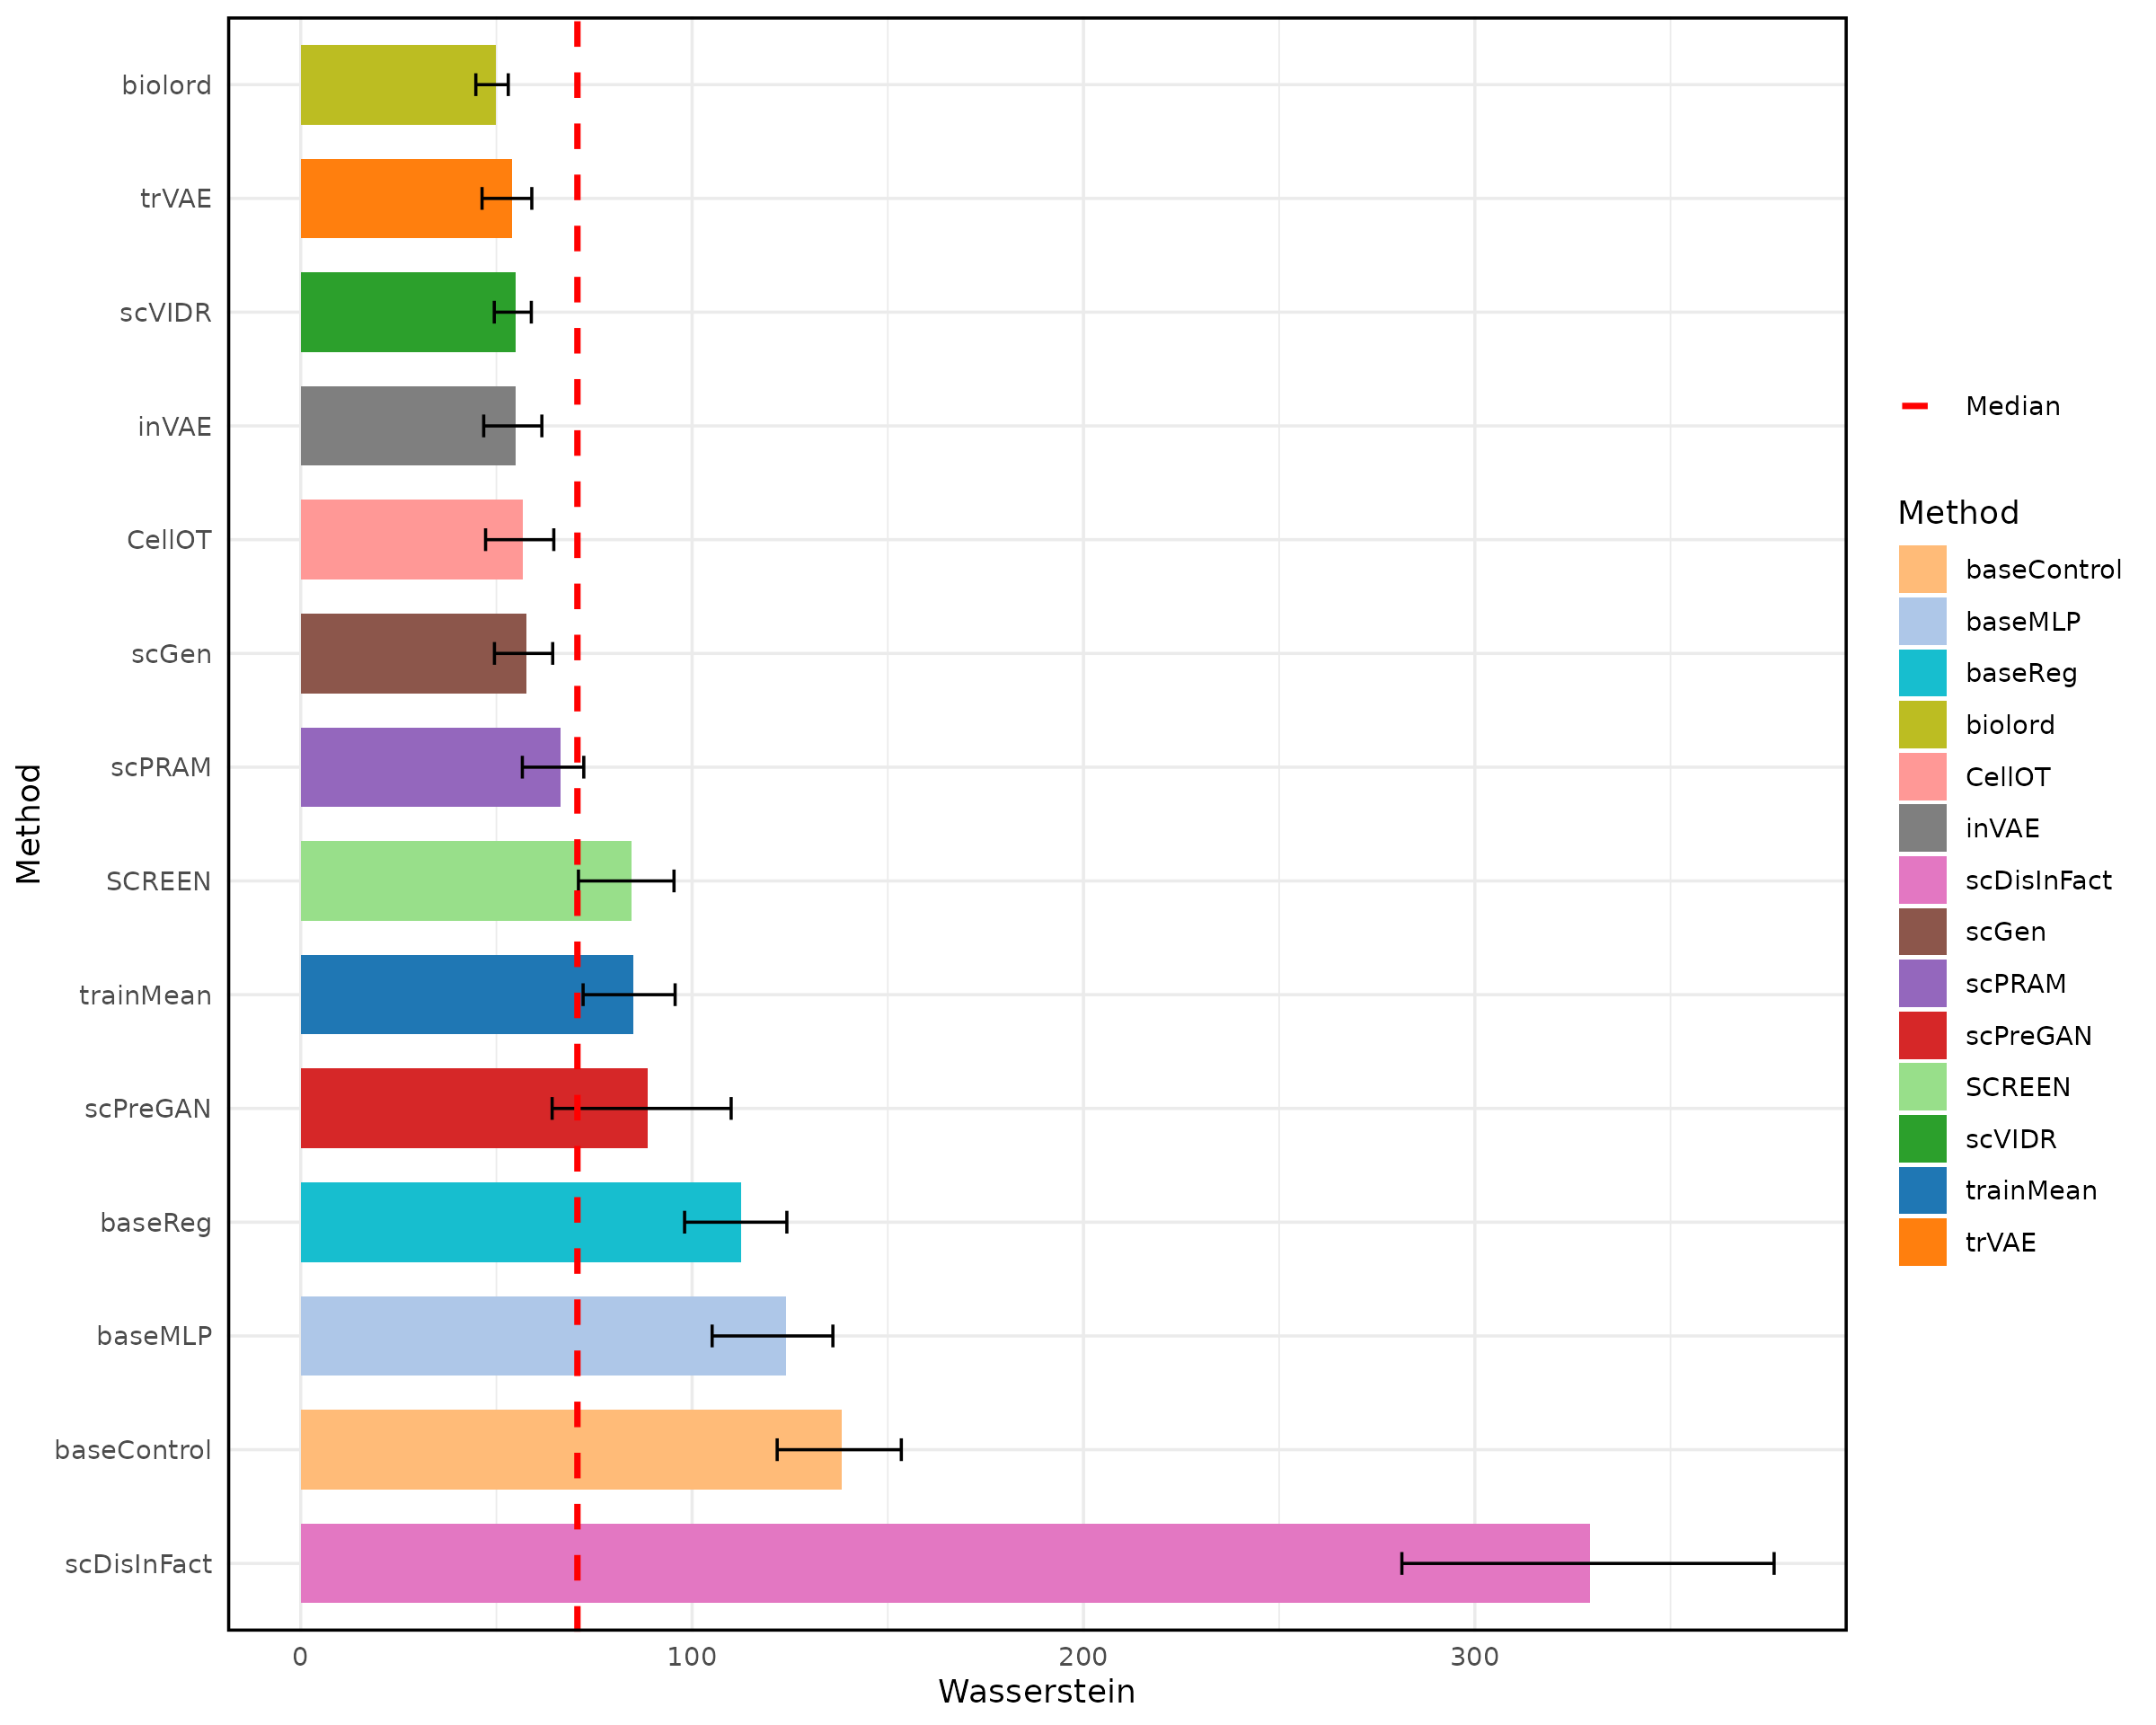 Method
biolord
trVAE
scVIDR
inVAE
CellOT
scGen
scPRAM
SCREEN
trainMean
scPreGAN
baseReg
baseMLP
baseControl
scDisInFact
0 100 200 300
Wasserstein
Median
Method
baseControl
baseMLP
baseReg
biolord
CellOT
inVAE
scDisInFact
scGen
scPRAM
scPreGAN
SCREEN
scVIDR
trainMean
trVAE